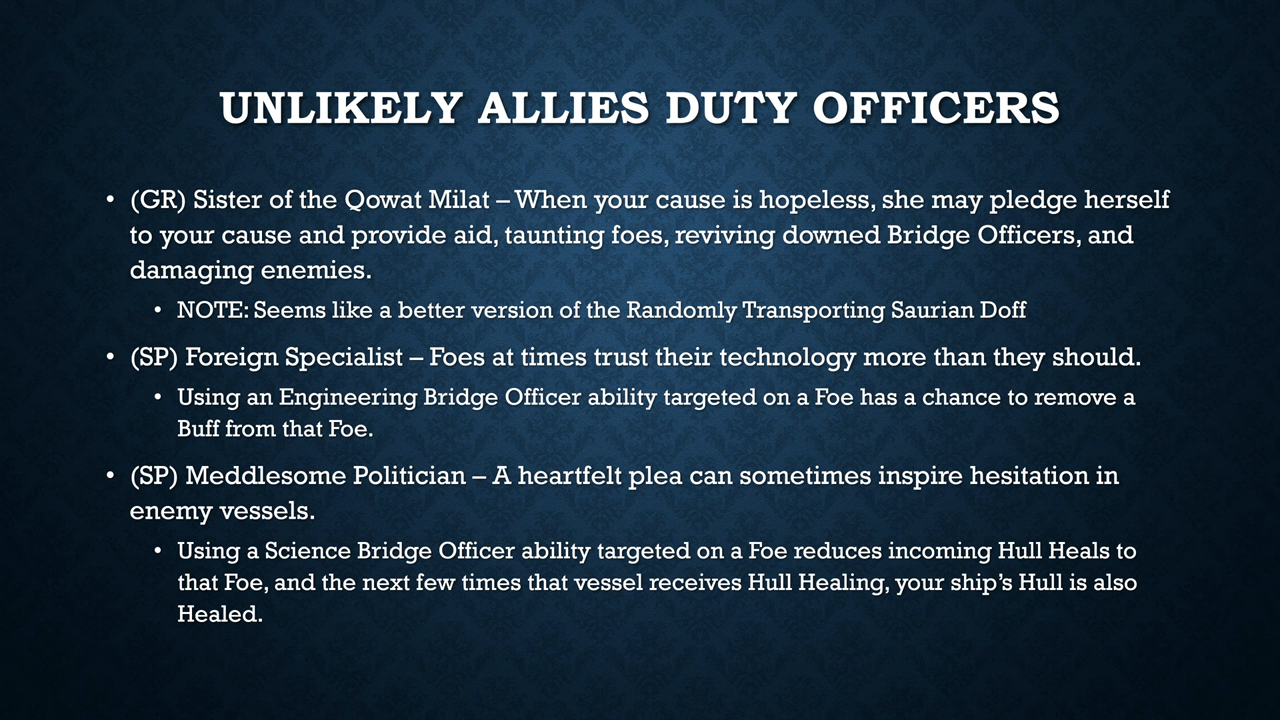 UNLIKELY ALLIES DUTY OFFICERS
• (GR) Sister of the Qowat Milat – When your cause is hopeless, she may pledge herself
to your cause and provide aid, taunting foes, reviving downed Bridge Officers, and
damaging enemies.
• NOTE: Seems like a better version of the Randomly Transporting Saurian Doff
• (SP) Foreign Specialist – Foes at times trust their technology more than they should.
• Using an Engineering Bridge Officer ability targeted on a Foe has a chance to remove a
Buff from that Foe.
• (SP) Meddlesome Politician – A heartfelt plea can sometimes inspire hesitation in
enemy vessels.
• Using a Science Bridge Officer ability targeted on a Foe reduces incoming Hull Heals to
that Foe, and the next few times that vessel receives Hull Healing, your ship’s Hull is also
Healed.